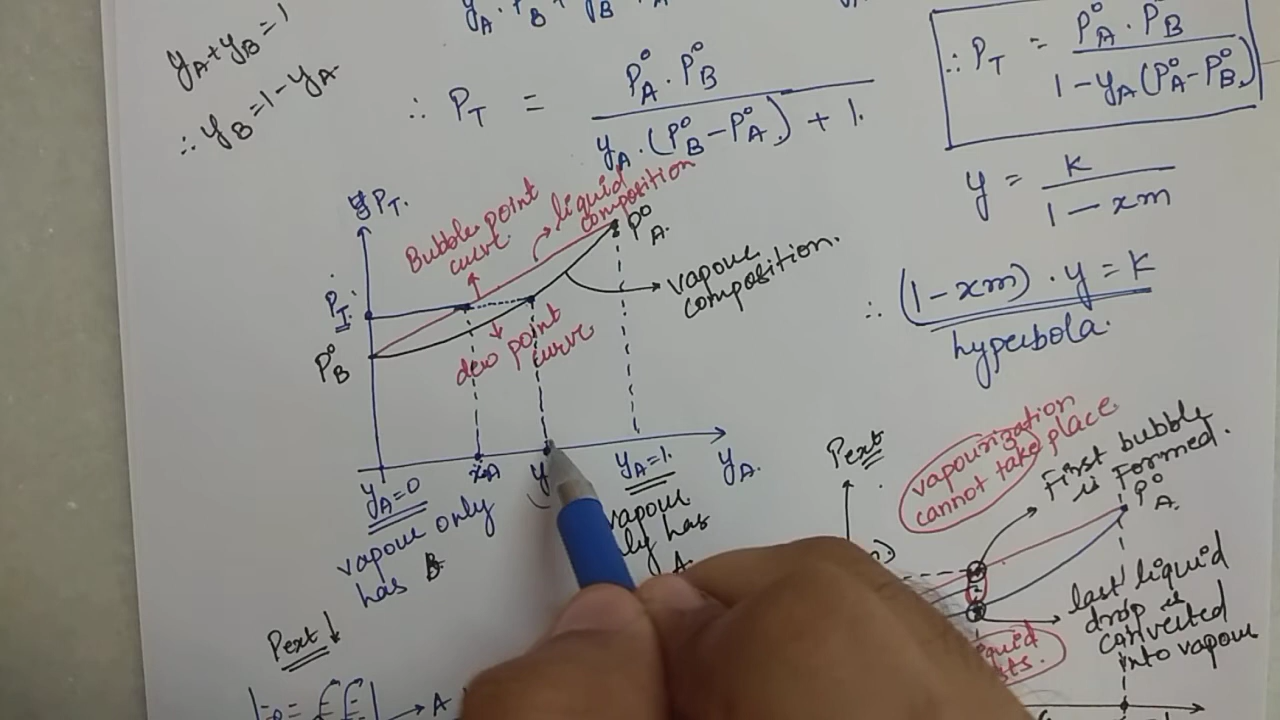 yA+yB=1
∴ yB=1-yA.
∴ PT = P°A . P°B / yA.(P°B-P°A) + 1.
∴ PT = P°A . P°B / 1-yA(P°A-P°B)
y = K / 1-xm
∴ (1-xm) . y = K
hyperbola.
PT.
Bubble point
curve.
liquid
composition
P°A.
vapour
composition.
PT.
P°B
dew point
curve.
yA=0
xA
y
yA=1.
yA.
vapour only
has B
vapour
has
A.
Pext ↓
A
Pext
vapourization
cannot take place.
First bubble
is formed.
P°A.
last liquid
drop is
converted
into vapour